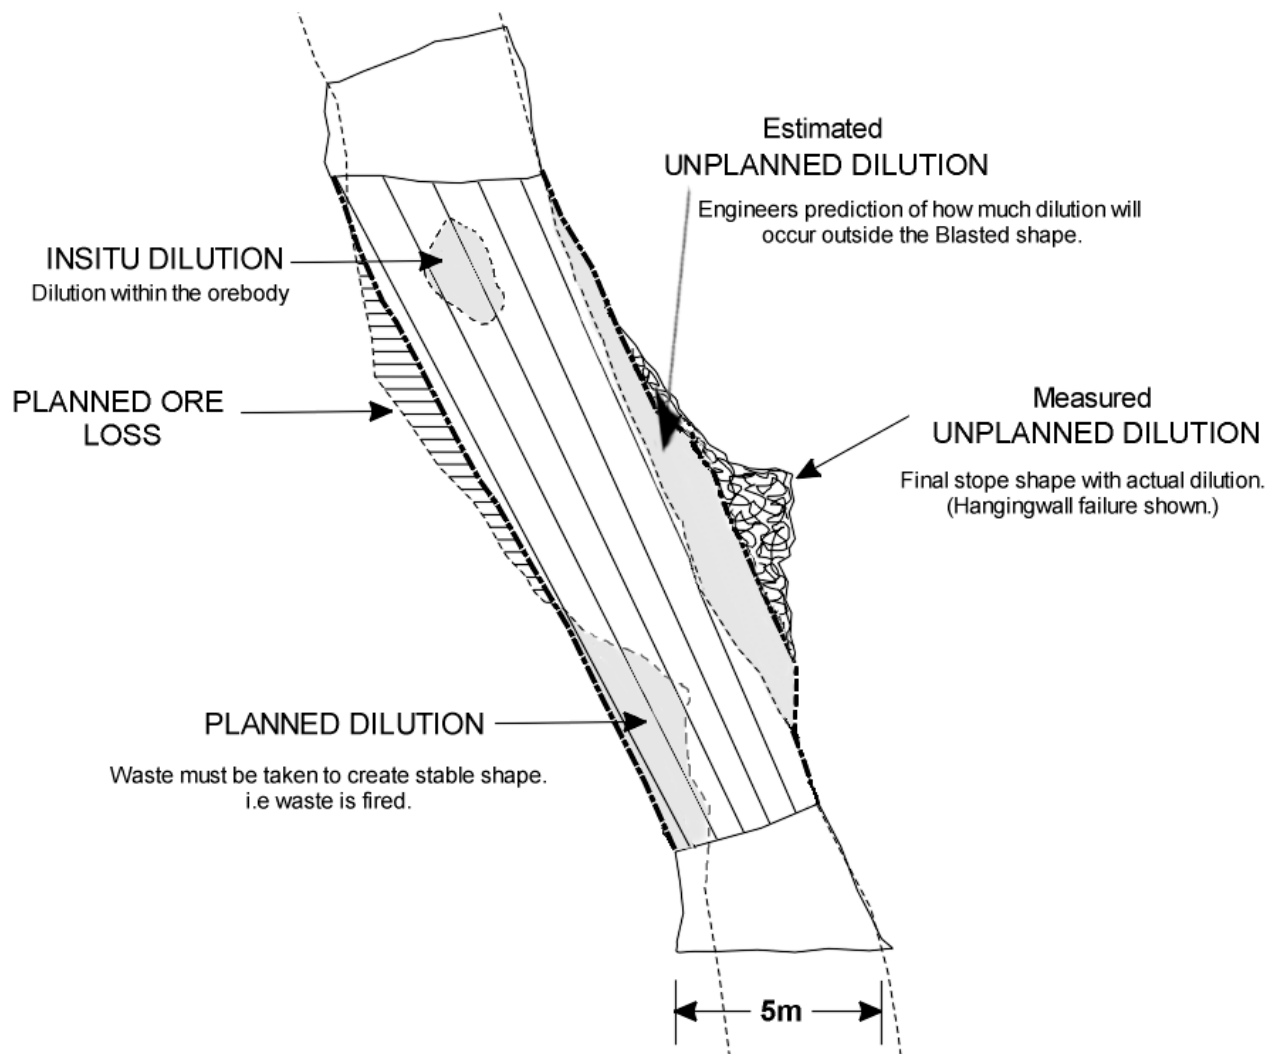 Estimated
UNPLANNED DILUTION
Engineers prediction of how much dilution will
occur outside the Blasted shape.
INSITU DILUTION
Dilution within the orebody
PLANNED ORE
LOSS
Measured
UNPLANNED DILUTION
Final stope shape with actual dilution.
(Hangingwall failure shown.)
PLANNED DILUTION
Waste must be taken to create stable shape.
i.e waste is fired.
5m